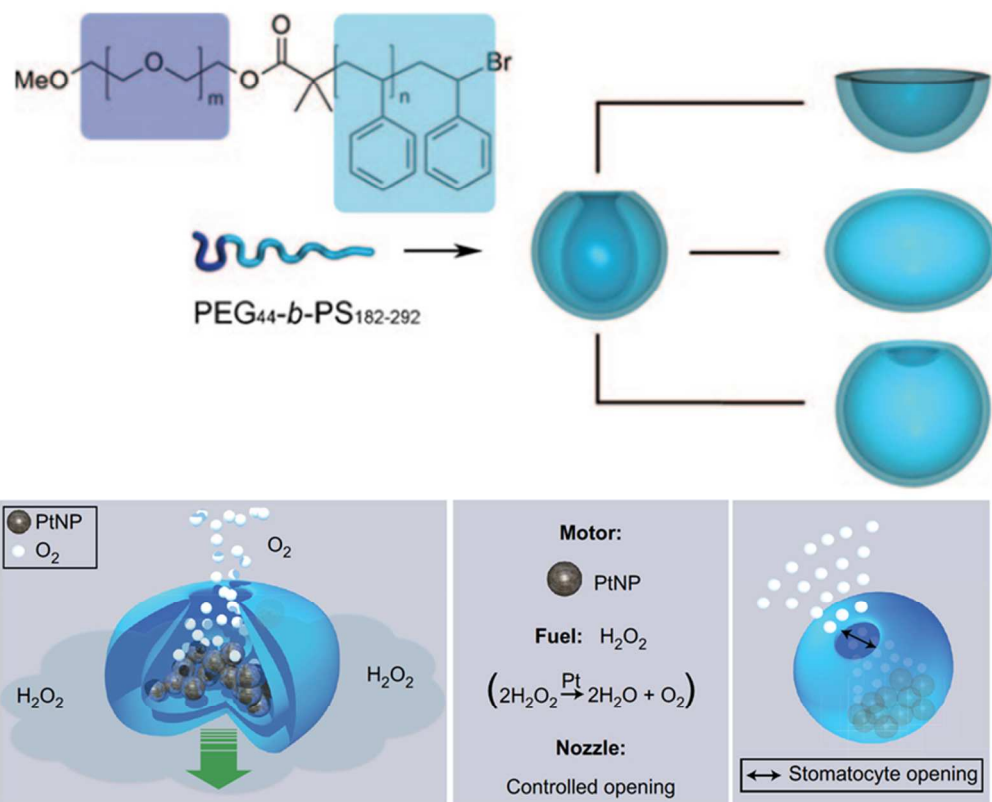 MeO
O
m
O
O
n
Br
PEG44-b-PS182-292
PtNP
O2
O2
H2O2
H2O2
Motor:
PtNP
Fuel: H2O2
Pt
(2H2O2→2H2O + O2)
Nozzle:
Controlled opening
Stomatocyte opening